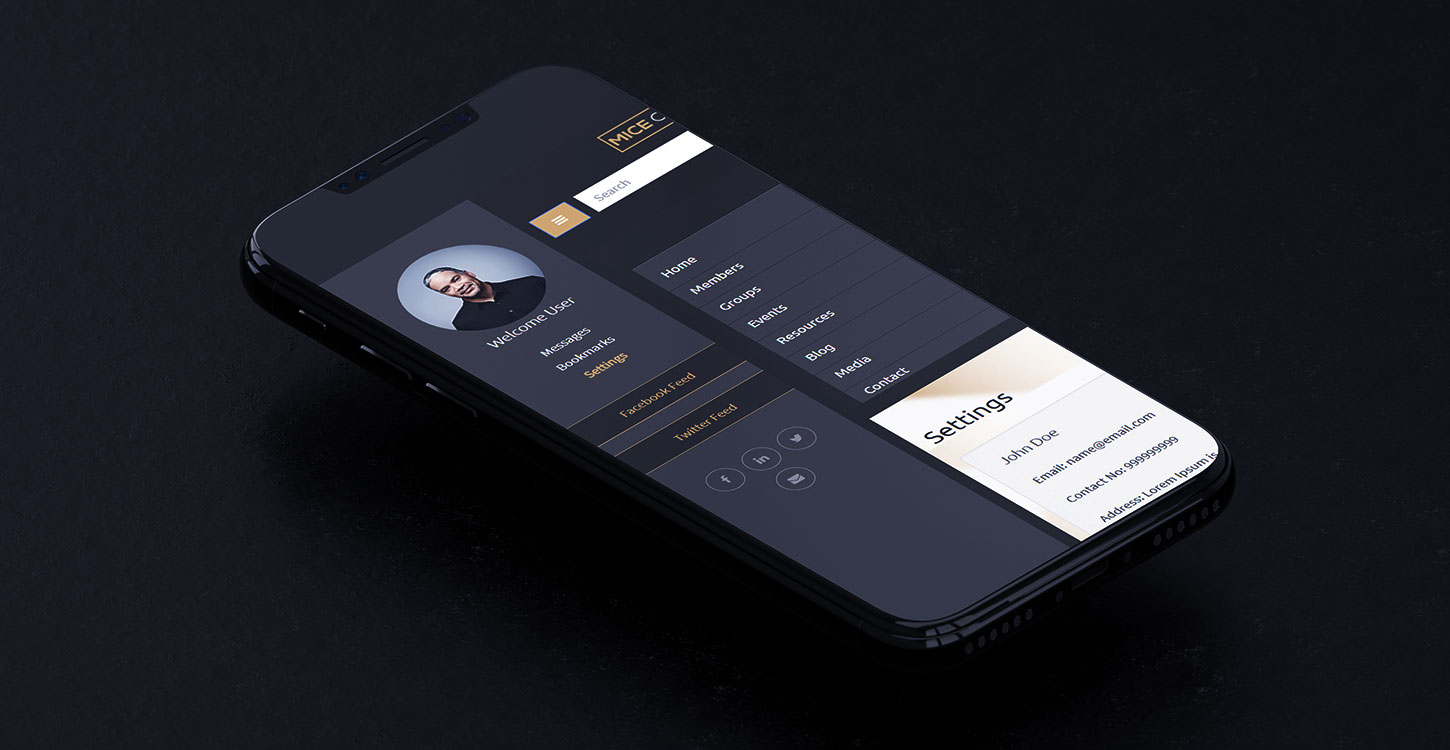 MICE C
Search
Welcome User
Messages
Bookmarks
Settings
Facebook Feed
Twitter Feed
in
Home
Members
Groups
Events
Resources
Blog
Media
Contact
Settings
John Doe
Email: name@email.com
Contact No: 999999999
Address: Lorem Ipsum is